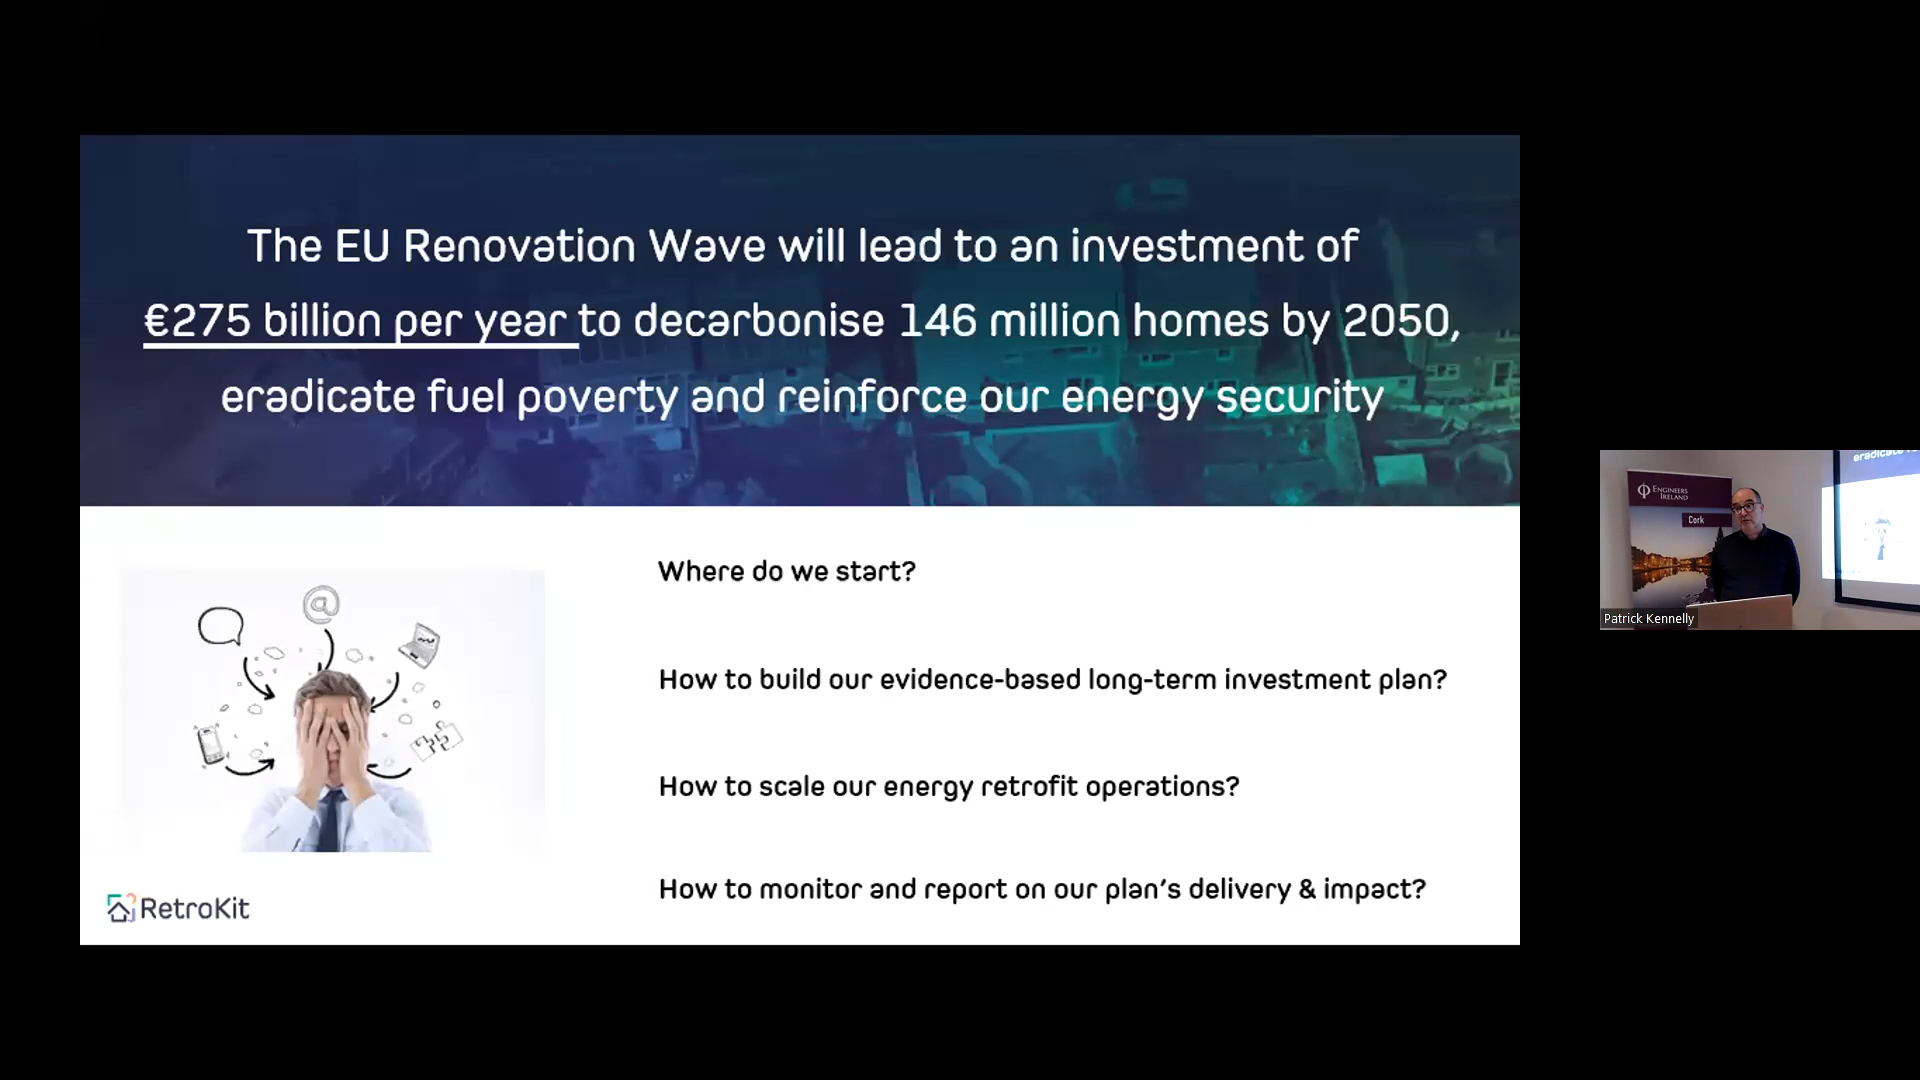 The EU Renovation Wave will lead to an investment of
€275 billion per year to decarbonise 146 million homes by 2050,
eradicate fuel poverty and reinforce our energy security
Where do we start?
How to build our evidence-based long-term investment plan?
How to scale our energy retrofit operations?
How to monitor and report on our plan's delivery & impact?
@
RetroKit
ENGINEERS
IRELAND
Cork
Patrick Kennelly